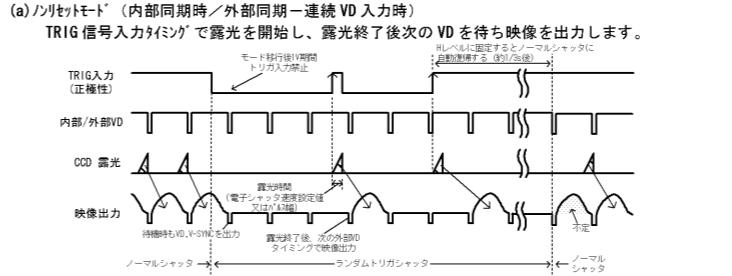 (a) ﾉﾝﾘｾｯﾄﾓｰﾄﾞ (内部同期時／外部同期－連続 VD 入力時)
TRIG 信号入力ﾀｲﾐﾝｸﾞで露光を開始し、露光終了後次の VD を待ち映像を出力します。
Hレベルに固定するとノーマルシャッタに
自動復帰する (約1/3s後)
モード移行後1V期間
トリガ入力禁止
TRIG入力
(正極性)
内部/外部VD
CCD 露光
露光時間
(電子シャッタ速度設定値
又はﾊﾟﾙｽ幅)
映像出力
待機時もVD、V-SYNCを出力
露光終了後、次の外部VD
タイミングで映像出力
不定
ノーマルシャッタ
ランダムトリガシャッタ
ノーマル
シャッタ